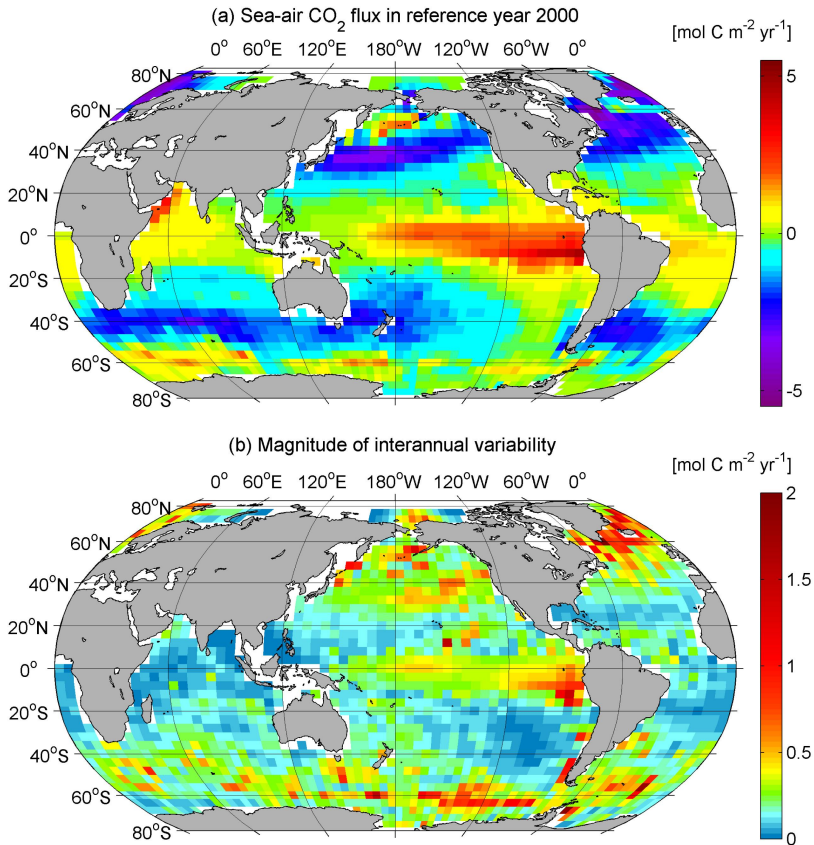 (a) Sea-air CO2 flux in reference year 2000
[mol C m-2 yr-1]
0o 60oE 120oE 180oW 120oW 60oW 0o
80oN
60oN
40oN
20oN
0o
20oS
40oS
60oS
80oS
5
0
-5
(b) Magnitude of interannual variability
[mol C m-2 yr-1]
0o 60oE 120oE 180oW 120oW 60oW 0o
80oN
60oN
40oN
20oN
0o
20oS
40oS
60oS
80oS
2
1.5
1
0.5
0